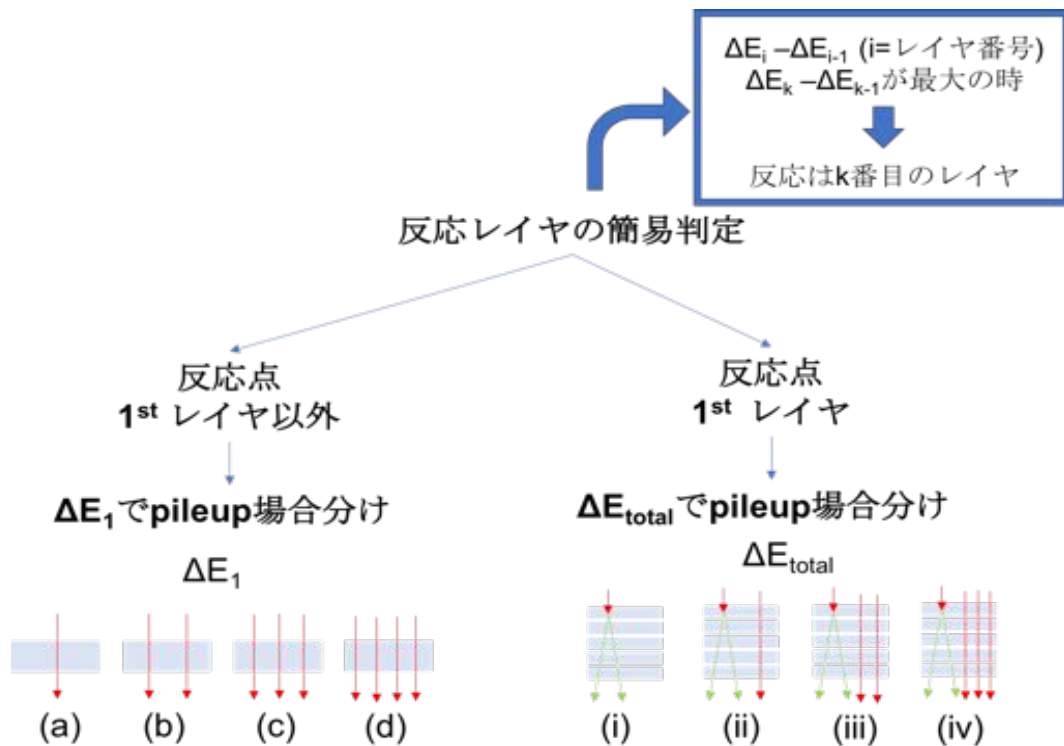 ΔEi –ΔEi-1 (i=レイヤ番号)
ΔEk –ΔEk-1が最大の時
反応はk番目のレイヤ
反応レイヤの簡易判定
反応点
1st レイヤ以外
反応点
1st レイヤ
ΔE1でpileup場合分け
ΔEtotalでpileup場合分け
ΔE1
ΔEtotal
(a)
(b)
(c)
(d)
(i)
(ii)
(iii)
(iv)